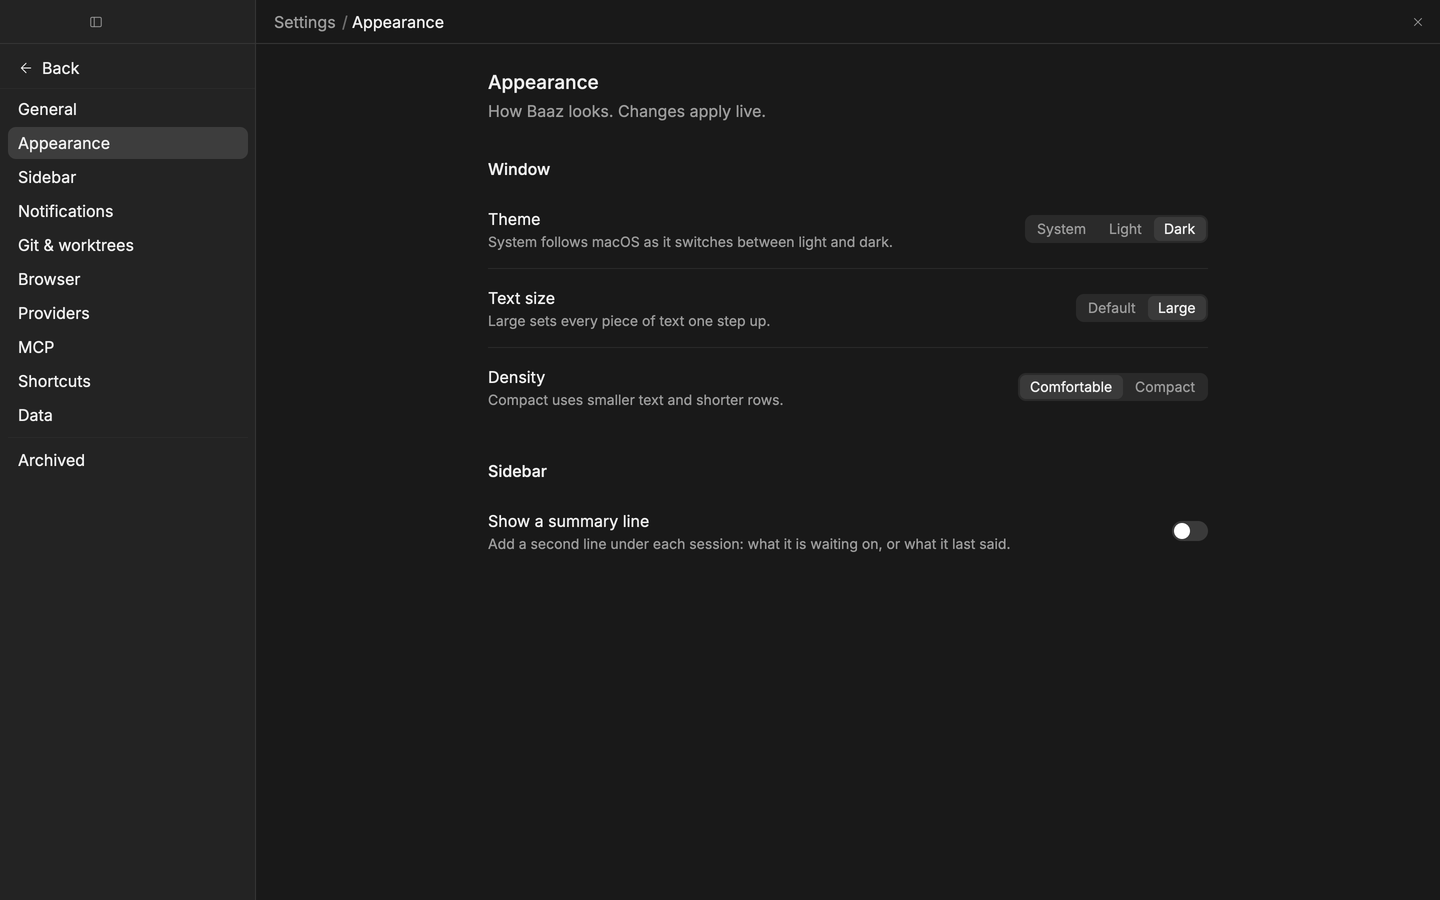 Settings / Appearance
Back
General
Appearance
Sidebar
Notifications
Git & worktrees
Browser
Providers
MCP
Shortcuts
Data
Archived
Appearance
How Baaz looks. Changes apply live.
Window
Theme
System follows macOS as it switches between light and dark.
System Light Dark
Text size
Large sets every piece of text one step up.
Default Large
Density
Compact uses smaller text and shorter rows.
Comfortable Compact
Sidebar
Show a summary line
Add a second line under each session: what it is waiting on, or what it last said.